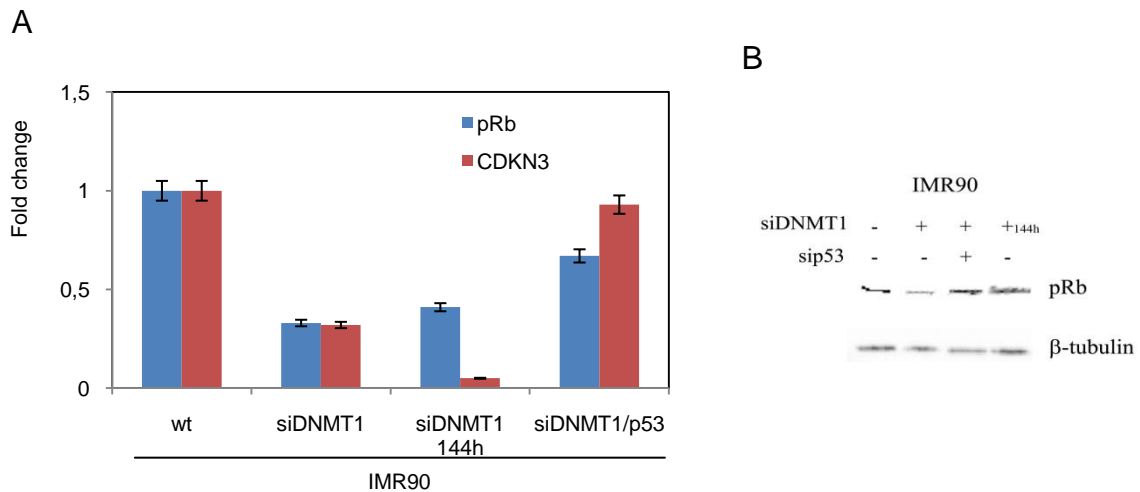 A
1,5
1
0,5
0
Fold change
pRb
CDKN3
wt siDNMT1 siDNMT1 siDNMT1/p53
144h
IMR90
B
IMR90
siDNMT1 - + + +144h
sip53 - - + -
pRb
β-tubulin